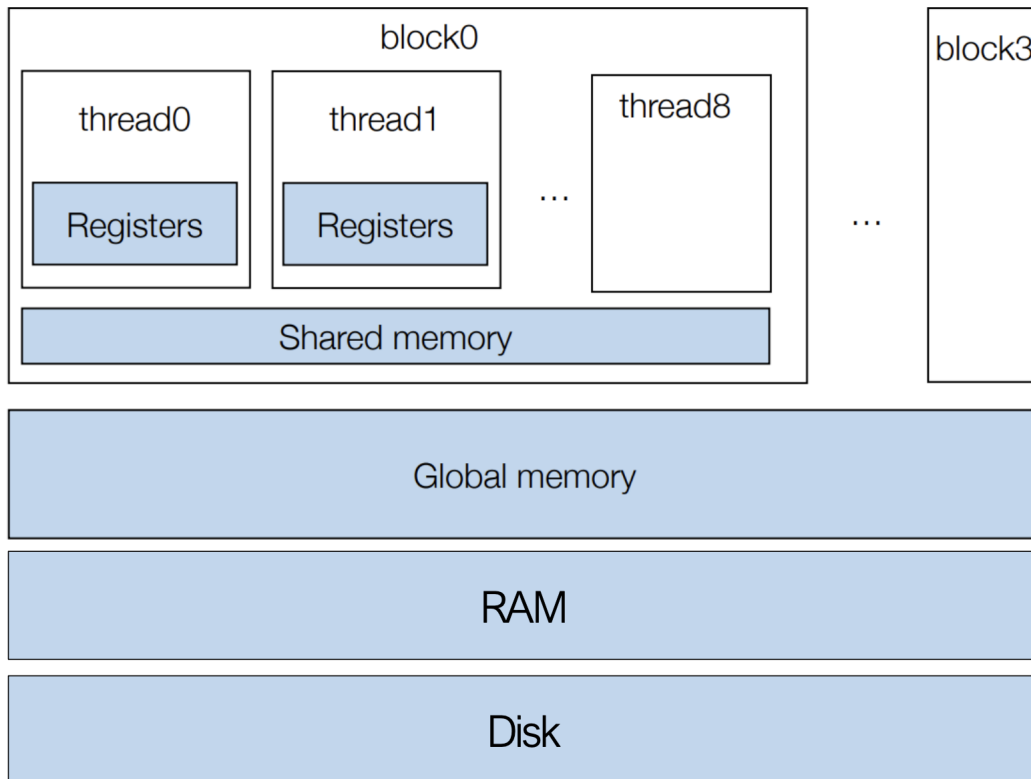 block0
block3
thread0
thread1
thread8
Registers
Registers
...
...
Shared memory
Global memory
RAM
Disk